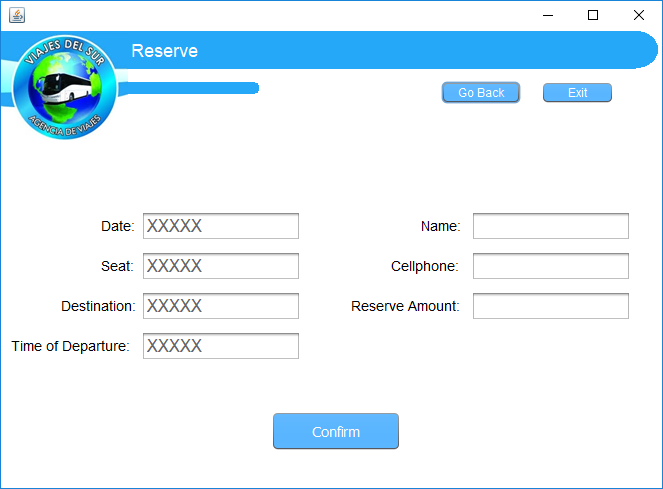 Reserve
VIAJES DEL SUR
AGENCIA DE VIAJES
Go Back
Exit
Date: XXXXX
Name:
Seat: XXXXX
Cellphone:
Destination: XXXXX
Reserve Amount:
Time of Departure: XXXXX
Confirm